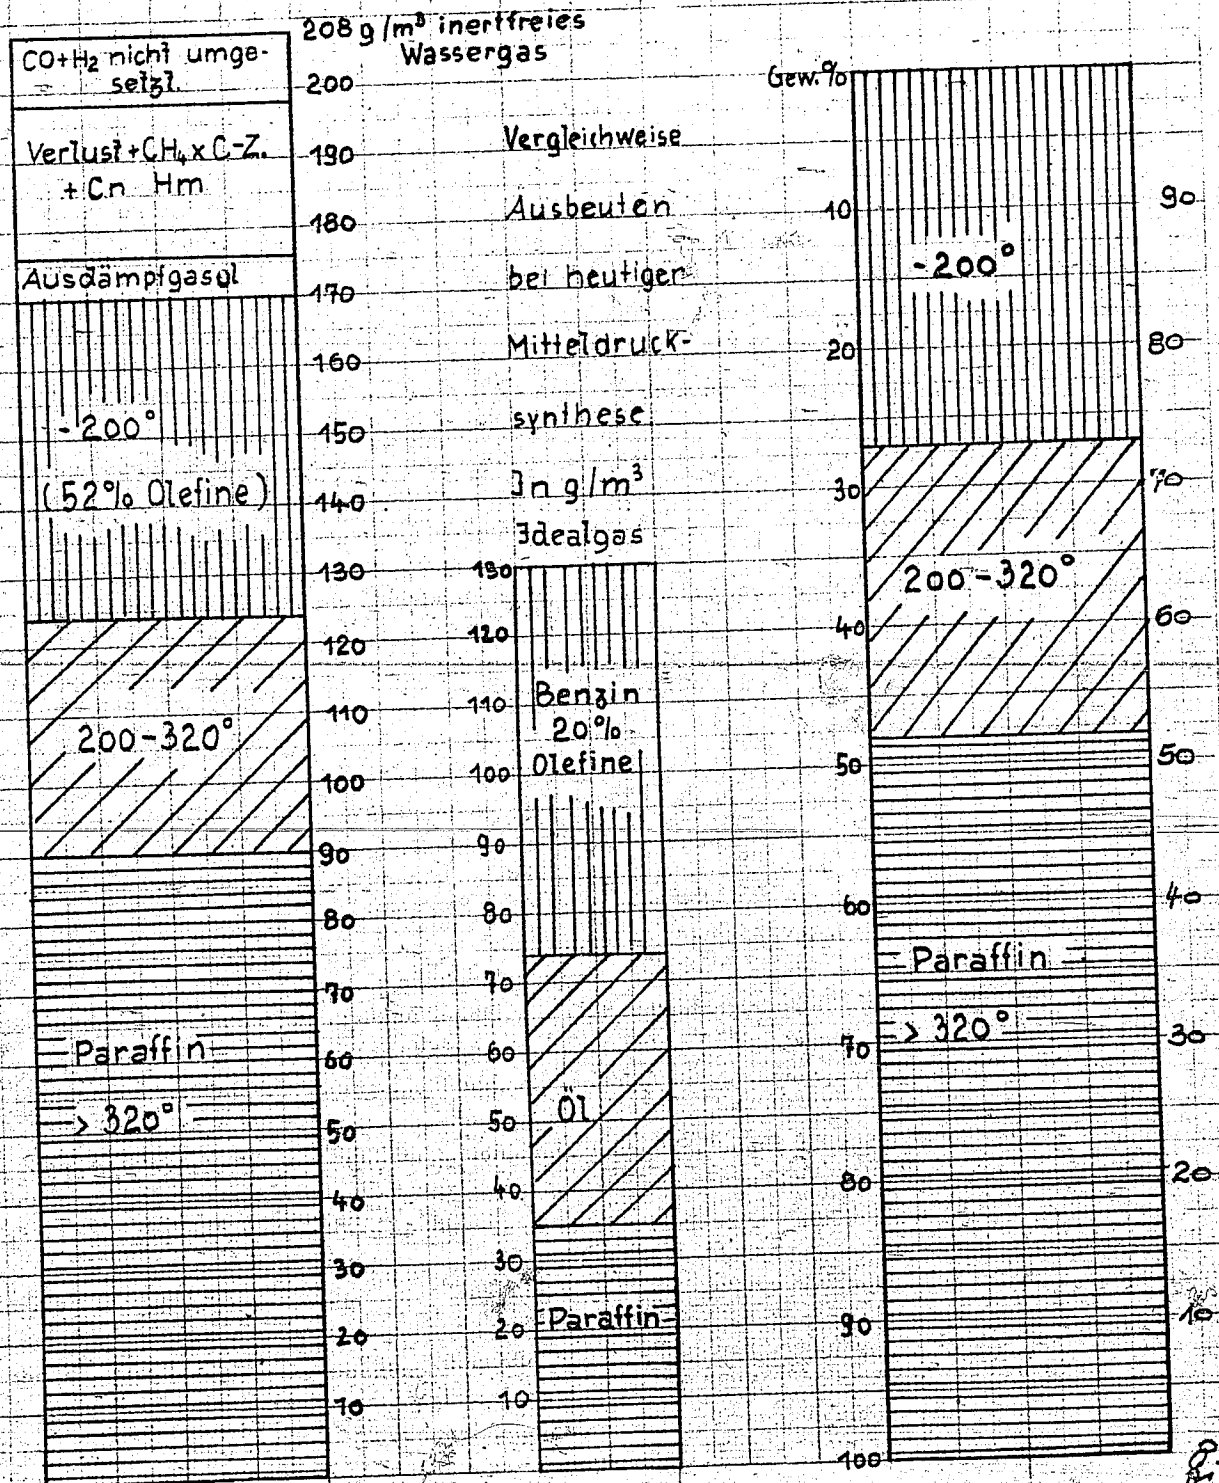 208 g/m³ inertfreies
Wassergas
CO+H₂ nicht umge-
setzt.
Verlust+CH₄ x C-Z.
+ Cn Hm
Ausdämpfgasol
-200°
(52% Olefine)
200-320°
Paraffin
> 320°
200
190
180
170
160
150
140
130
120
110
100
90
80
70
60
50
40
30
20
10
Vergleichweise
Ausbeuten
bei heutiger
Mitteldruck-
synthese
In g/m³
Idealgas
130
120
110
100
90
80
70
60
50
40
30
20
10
Benzin
20%
Olefine
Öl
Paraffin
Gew.%
10
20
30
40
50
60
70
80
90
100
-200°
200-320°
Paraffin
> 320°
90
80
70
60
50
40
30
20
10